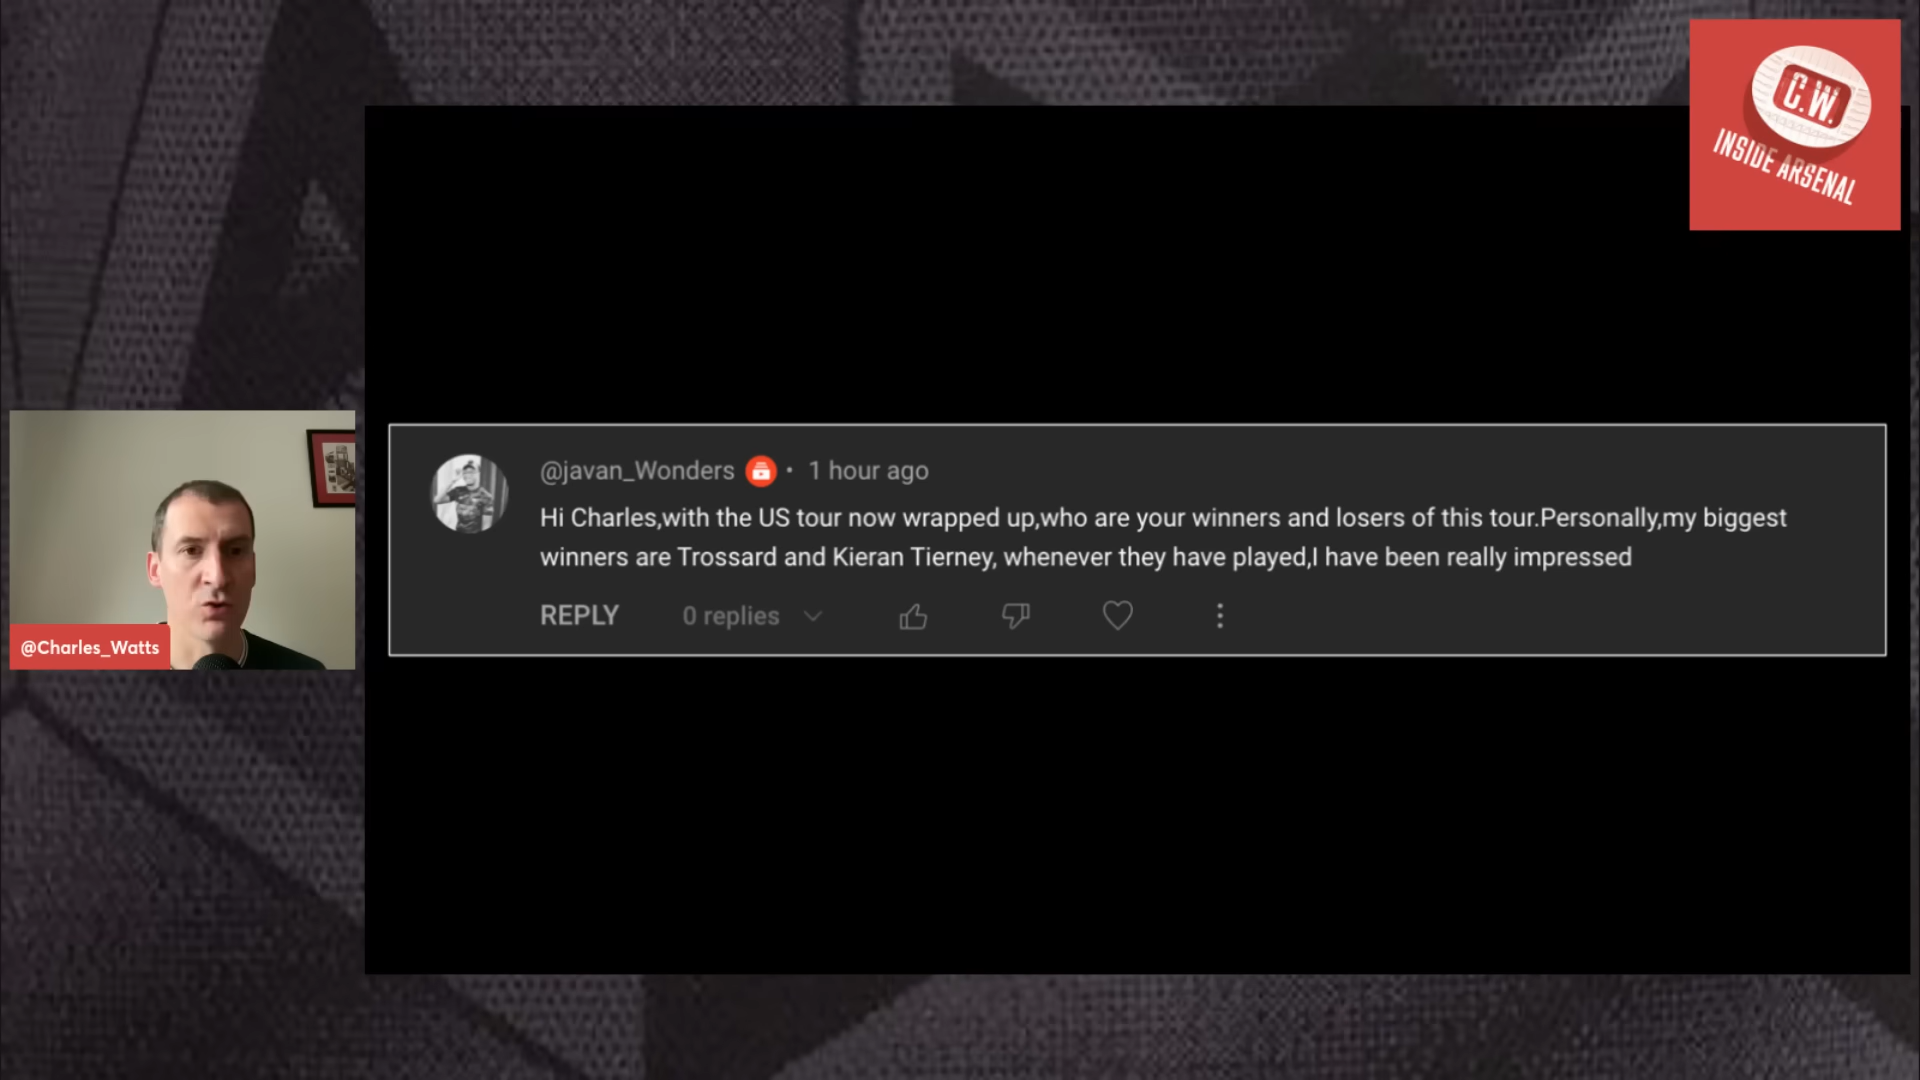 C.W.
INSIDE ARSENAL
@javan_Wonders • 1 hour ago
Hi Charles,with the US tour now wrapped up,who are your winners and losers of this tour.Personally,my biggest
winners are Trossard and Kieran Tierney, whenever they have played,I have been really impressed
REPLY 0 replies
@Charles_Watts